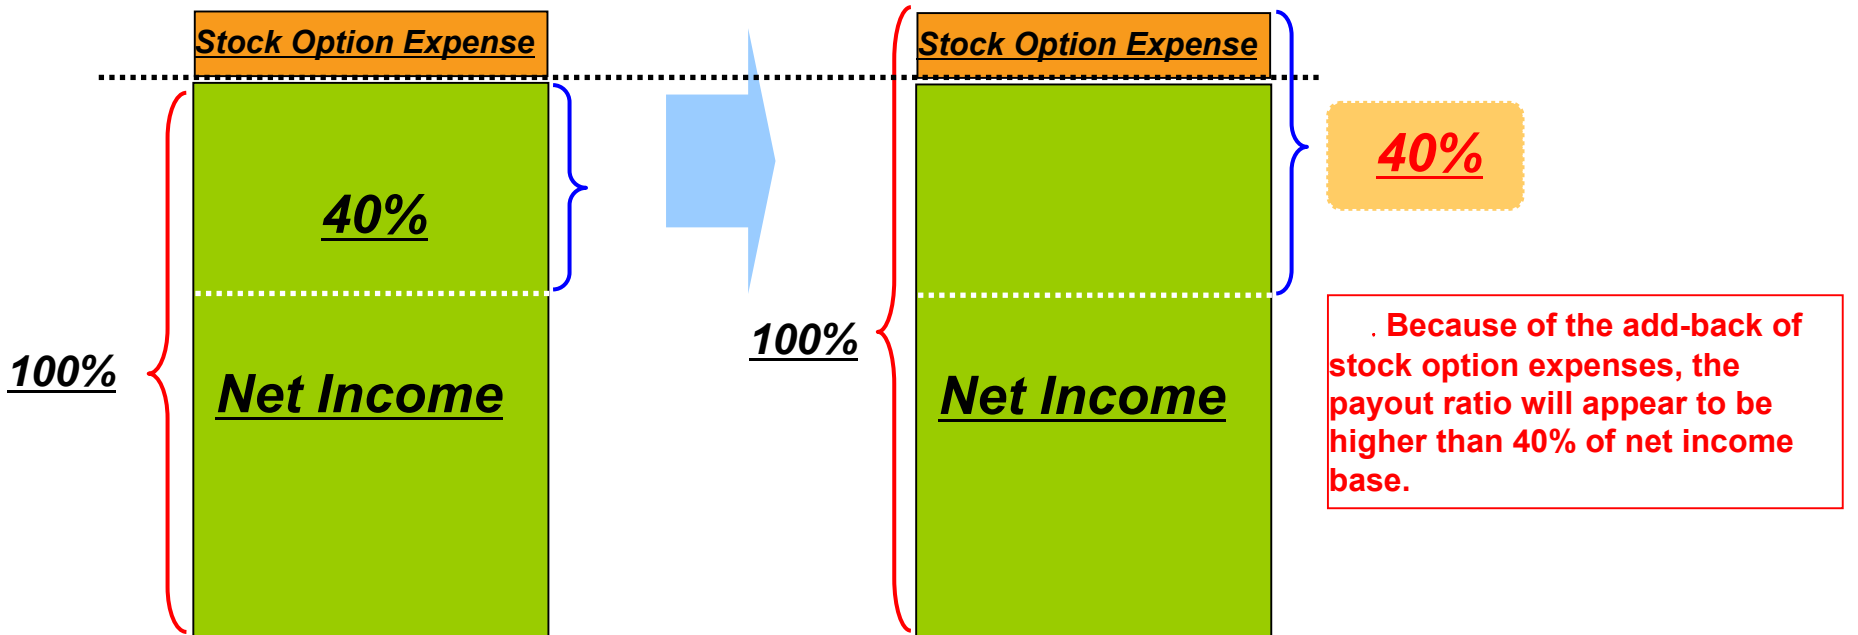 Stock Option Expense
40%
100%
Net Income
Stock Option Expense
40%
100%
Net Income
. Because of the add-back of
stock option expenses, the
payout ratio will appear to be
higher than 40% of net income
base.